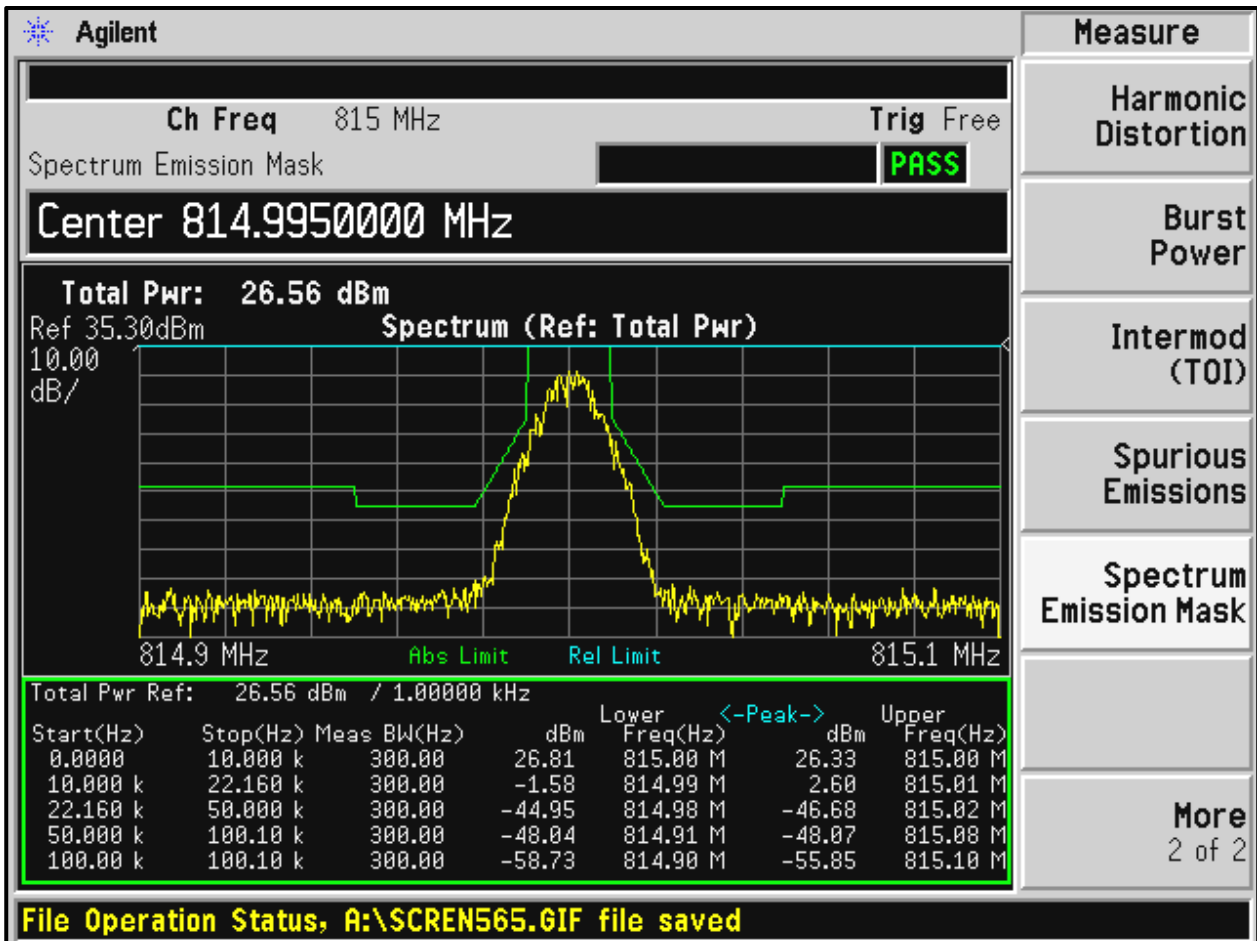 Agilent
Measure
Ch Freq 815 MHz Trig Free
Spectrum Emission Mask PASS
Center 814.9950000 MHz
Total Pwr: 26.56 dBm
Ref 35.30dBm Spectrum (Ref: Total Pwr)
10.00
dB/
814.9 MHz Abs Limit Rel Limit 815.1 MHz
Total Pwr Ref: 26.56 dBm / 1.00000 kHz
Lower <-Peak-> Upper
Start(Hz) Stop(Hz) Meas BW(Hz) dBm Freq(Hz) dBm Freq(Hz)
0.0000 10.000 k 300.00 26.81 815.00 M 26.33 815.00 M
10.000 k 22.160 k 300.00 -1.58 814.99 M 2.60 815.01 M
22.160 k 50.000 k 300.00 -44.95 814.98 M -46.68 815.02 M
50.000 k 100.10 k 300.00 -48.04 814.91 M -48.07 815.08 M
100.00 k 100.10 k 300.00 -58.73 814.90 M -55.85 815.10 M
Harmonic
Distortion
Burst
Power
Intermod
(TOI)
Spurious
Emissions
Spectrum
Emission Mask
More
2 of 2
File Operation Status, A:\SCREN565.GIF file saved